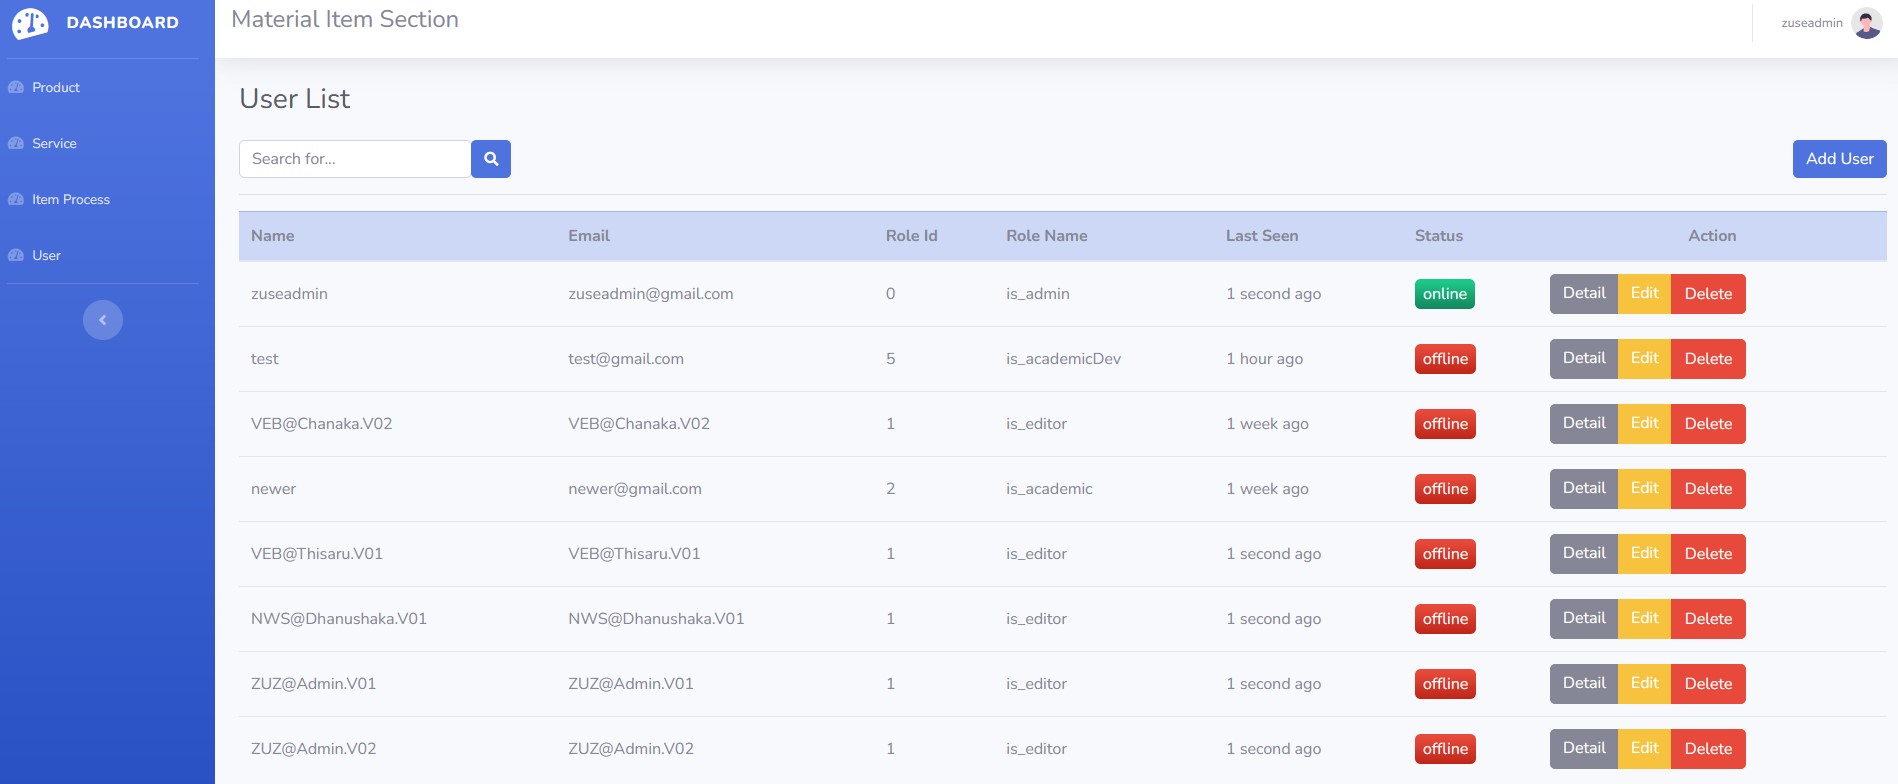 DASHBOARD
Material Item Section
zuseadmin
Product
Service
Item Process
User
User List
Search for...
Add User
Name Email Role Id Role Name Last Seen Status Action
zuseadmin zuseadmin@gmail.com 0 is_admin 1 second ago online Detail Edit Delete
test test@gmail.com 5 is_academicDev 1 hour ago offline Detail Edit Delete
VEB@Chanaka.V02 VEB@Chanaka.V02 1 is_editor 1 week ago offline Detail Edit Delete
newer newer@gmail.com 2 is_academic 1 week ago offline Detail Edit Delete
VEB@Thisaru.V01 VEB@Thisaru.V01 1 is_editor 1 second ago offline Detail Edit Delete
NWS@Dhanushaka.V01 NWS@Dhanushaka.V01 1 is_editor 1 second ago offline Detail Edit Delete
ZUZ@Admin.V01 ZUZ@Admin.V01 1 is_editor 1 second ago offline Detail Edit Delete
ZUZ@Admin.V02 ZUZ@Admin.V02 1 is_editor 1 second ago offline Detail Edit Delete